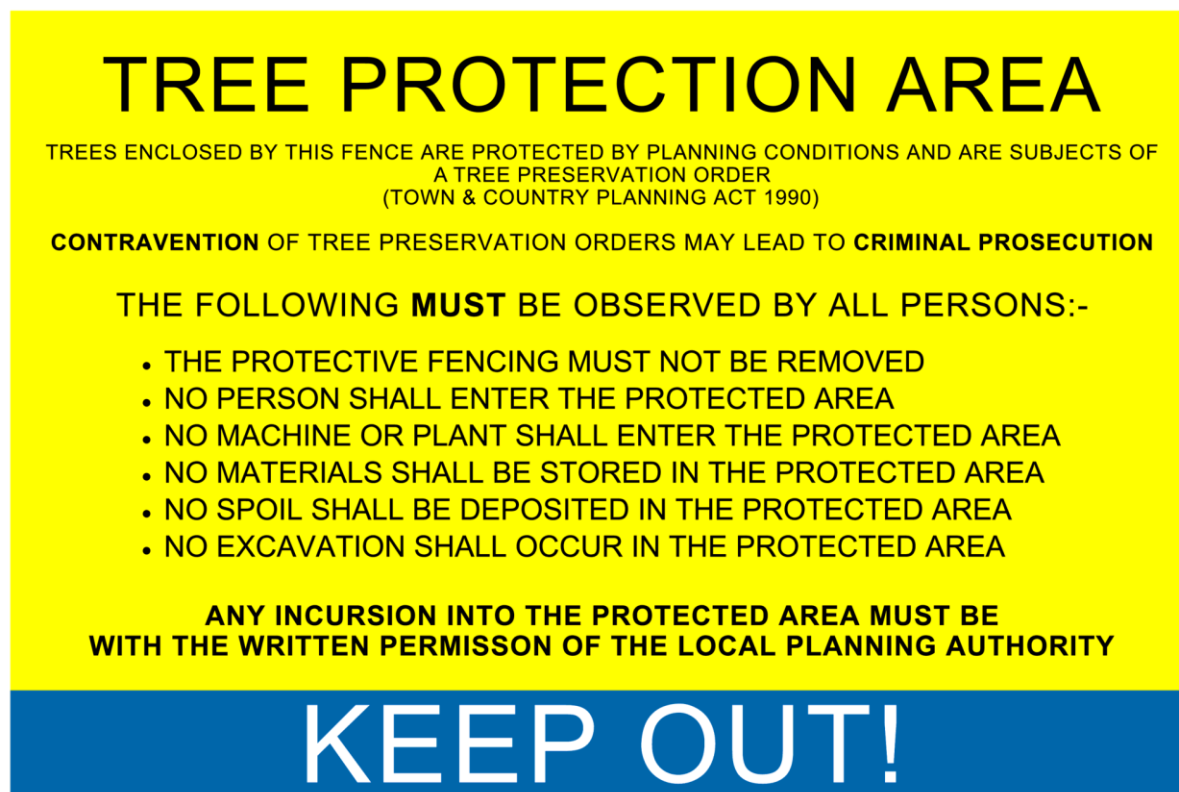 TREE PROTECTION AREA
TREES ENCLOSED BY THIS FENCE ARE PROTECTED BY PLANNING CONDITIONS AND ARE SUBJECTS OF
A TREE PRESERVATION ORDER
(TOWN & COUNTRY PLANNING ACT 1990)
CONTRAVENTION OF TREE PRESERVATION ORDERS MAY LEAD TO CRIMINAL PROSECUTION
THE FOLLOWING MUST BE OBSERVED BY ALL PERSONS:-
• THE PROTECTIVE FENCING MUST NOT BE REMOVED
• NO PERSON SHALL ENTER THE PROTECTED AREA
• NO MACHINE OR PLANT SHALL ENTER THE PROTECTED AREA
• NO MATERIALS SHALL BE STORED IN THE PROTECTED AREA
• NO SPOIL SHALL BE DEPOSITED IN THE PROTECTED AREA
• NO EXCAVATION SHALL OCCUR IN THE PROTECTED AREA
ANY INCURSION INTO THE PROTECTED AREA MUST BE
WITH THE WRITTEN PERMISSON OF THE LOCAL PLANNING AUTHORITY
KEEP OUT!